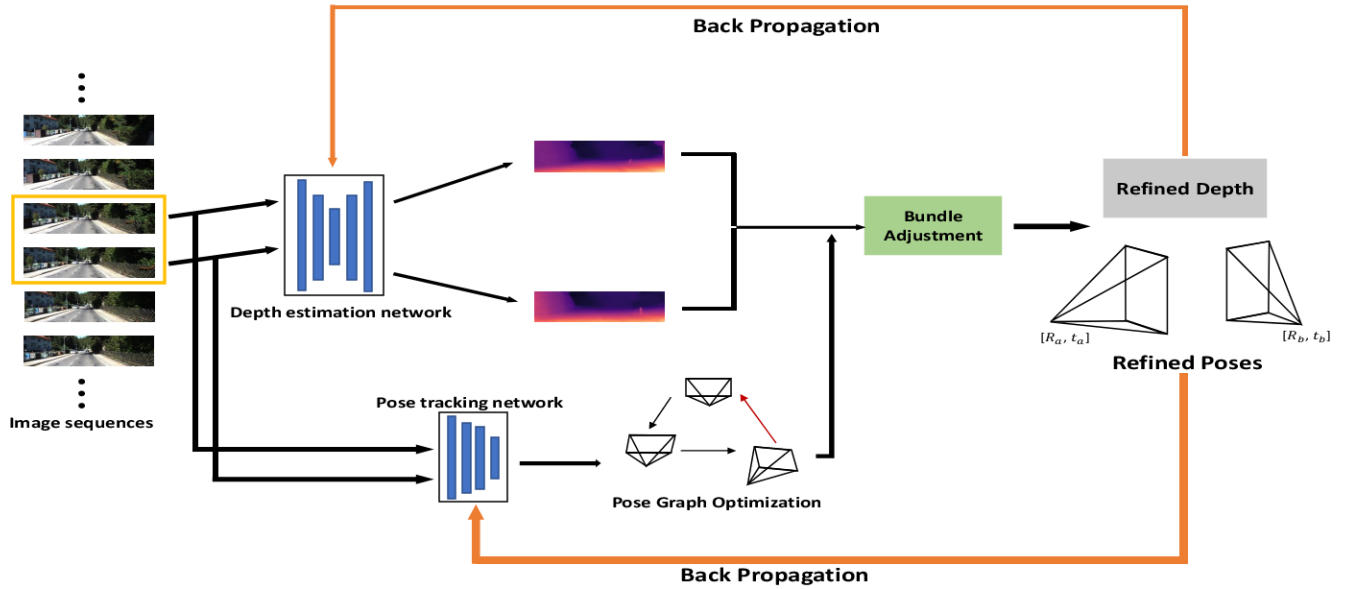 Back Propagation
Refined Depth
Bundle
Adjustment
Depth estimation network
[R_a, t_a]
[R_b, t_b]
Refined Poses
Pose tracking network
Image sequences
Pose Graph Optimization
Back Propagation